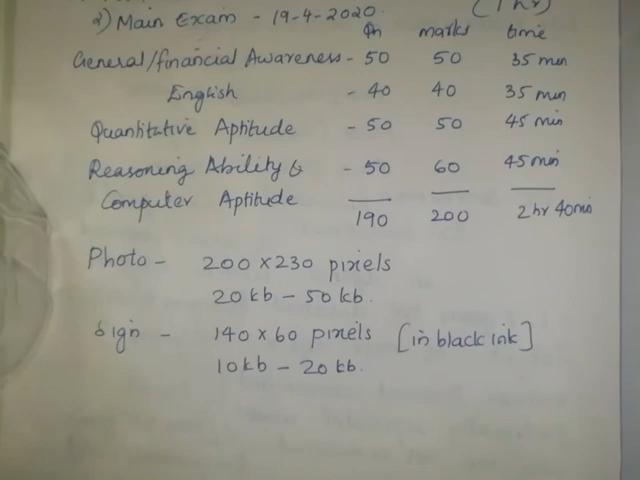 (1 hr)
2) Main Exam - 19-4-2020.
Qn marks time
General/financial Awareness - 50 50 35 min
English - 40 40 35 min
Quantitative Aptitude - 50 50 45 min
Reasoning Ability & - 50 60 45 min
Computer Aptitude
190 200 2 hr 40 min
Photo - 200 x 230 pixels
20 kb - 50 kb.
Sign - 140 x 60 pixels [in black ink]
10 kb - 20 kb.